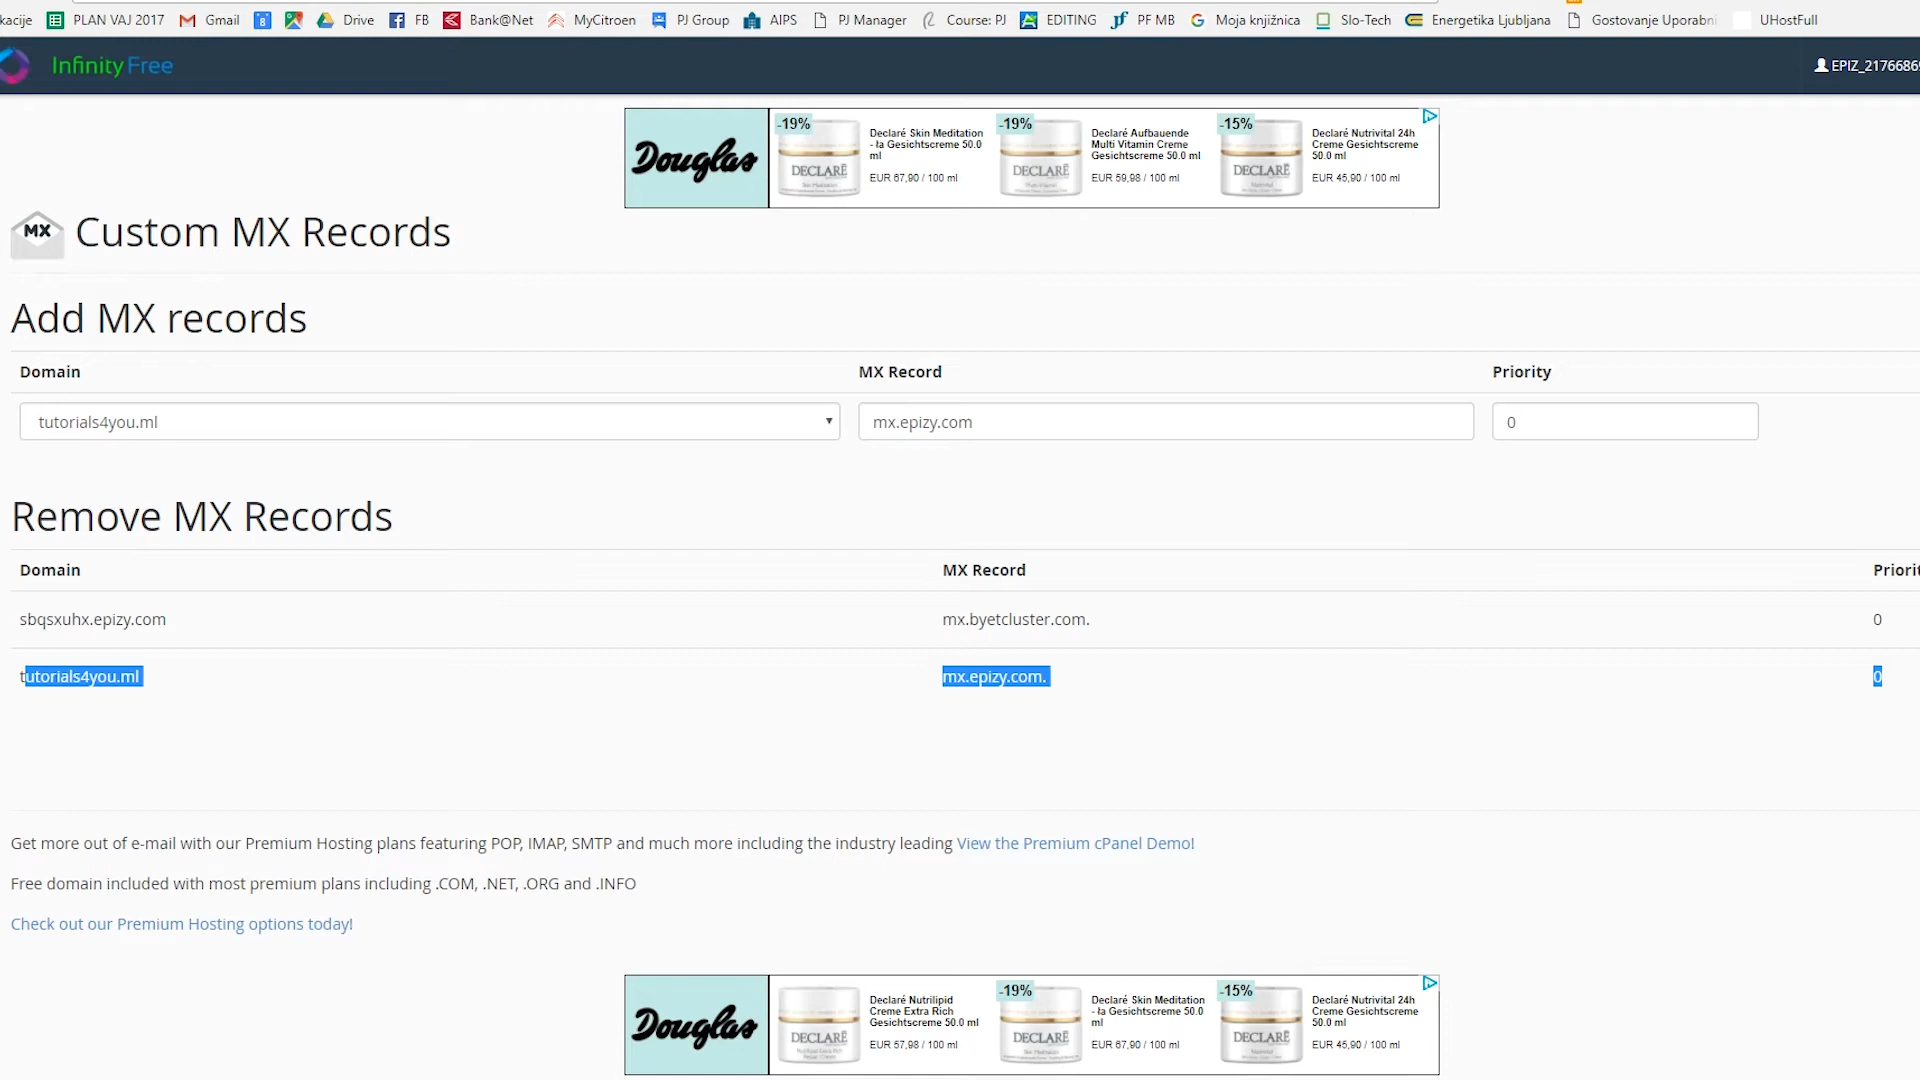 kacije PLAN VAJ 2017 Gmail 8 Drive FB Bank@Net MyCitroen PJ Group AIPS PJ Manager Course: PJ EDITING PF MB Moja knjižnica Slo-Tech Energetika Ljubljana Gostovanje Uporabni UHostFull
InfinityFree
EPIZ_2176686
Douglas
-19%
DECLARÉ
Declaré Skin Meditation
- ła Gesichtscreme 50.0
ml
EUR 67,90 / 100 ml
-19%
DECLARÉ
Declaré Aufbauende
Multi Vitamin Creme
Gesichtscreme 50.0 ml
EUR 59,98 / 100 ml
-15%
DECLARÉ
Declaré Nutrivital 24h
Creme Gesichtscreme
50.0 ml
EUR 45,90 / 100 ml
MX
Custom MX Records
Add MX records
Domain MX Record Priority
tutorials4you.ml mx.epizy.com 0
Remove MX Records
Domain MX Record Priorit
sbqsxuhx.epizy.com mx.byetcluster.com. 0
tutorials4you.ml mx.epizy.com. 0
Get more out of e-mail with our Premium Hosting plans featuring POP, IMAP, SMTP and much more including the industry leading View the Premium cPanel Demo!
Free domain included with most premium plans including .COM, .NET, .ORG and .INFO
Check out our Premium Hosting options today!
Douglas
DECLARÉ
Declaré Nutrilipid
Creme Extra Rich
Gesichtscreme 50.0 ml
EUR 57,98 / 100 ml
-19%
DECLARÉ
Declaré Skin Meditation
- ła Gesichtscreme 50.0
ml
EUR 67,90 / 100 ml
-15%
DECLARÉ
Declaré Nutrivital 24h
Creme Gesichtscreme
50.0 ml
EUR 45,90 / 100 ml